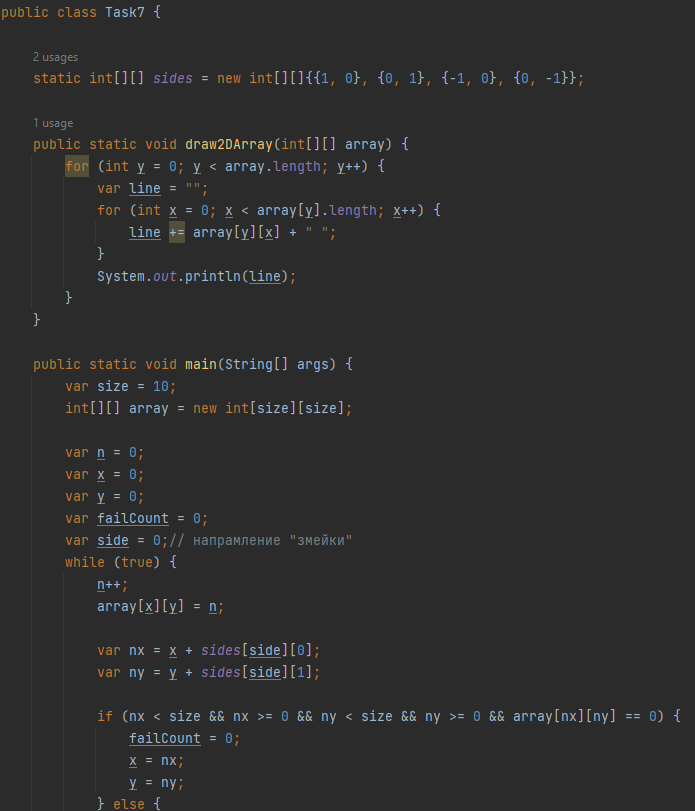 public class Task7 {
2 usages
static int[][] sides = new int[][]{{1, 0}, {0, 1}, {-1, 0}, {0, -1}};
1 usage
public static void draw2DArray(int[][] array) {
for (int y = 0; y < array.length; y++) {
var line = "";
for (int x = 0; x < array[y].length; x++) {
line += array[y][x] + " ";
}
System.out.println(line);
}
}
public static void main(String[] args) {
var size = 10;
int[][] array = new int[size][size];
var n = 0;
var x = 0;
var y = 0;
var failCount = 0;
var side = 0;// напрамление "змейки"
while (true) {
n++;
array[x][y] = n;
var nx = x + sides[side][0];
var ny = y + sides[side][1];
if (nx < size && nx >= 0 && ny < size && ny >= 0 && array[nx][ny] == 0) {
failCount = 0;
x = nx;
y = ny;
} else {